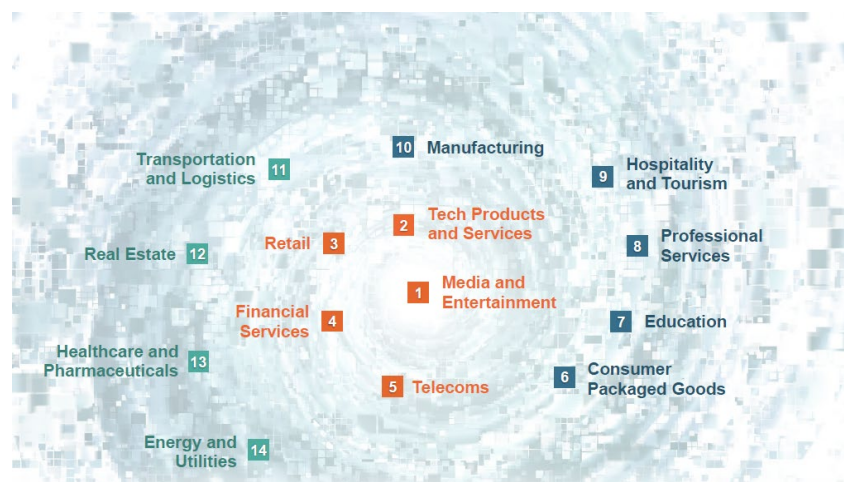 10 Manufacturing
Transportation
and Logistics 11
9 Hospitality
and Tourism
2 Tech Products
and Services
Retail 3
8 Professional
Services
Real Estate 12
1 Media and
Entertainment
Financial
Services 4
7 Education
Healthcare and
Pharmaceuticals 13
6 Consumer
Packaged Goods
5 Telecoms
Energy and
Utilities 14